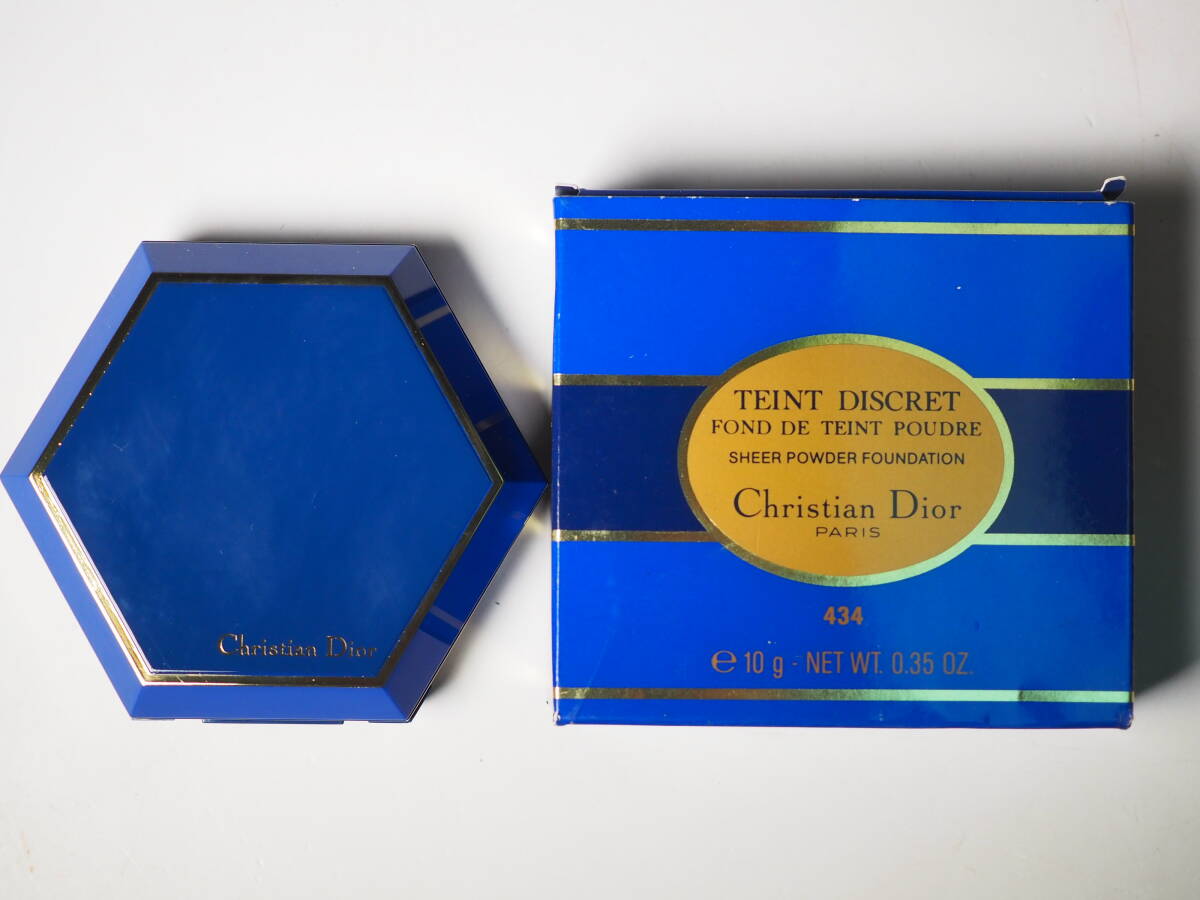 Christian Dior
TEINT DISCRET
FOND DE TEINT POUDRE
SHEER POWDER FOUNDATION
Christian Dior
PARIS
434
℮ 10 g - NET WT. 0.35 OZ.